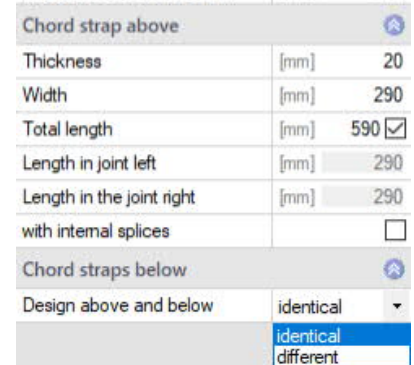 Chord strap above
Thickness [mm] 20
Width [mm] 290
Total length [mm] 590
Length in joint left [mm] 290
Length in the joint right [mm] 290
with internal splices
Chord straps below
Design above and below identical
identical
different